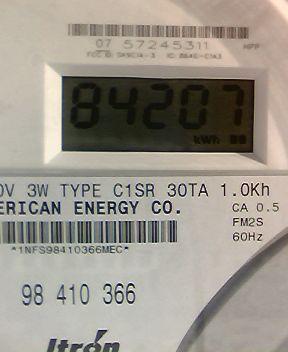 07 57245311
84207
kWh
0V 3W TYPE C1SR 30TA 1.0Kh
ERICAN ENERGY CO.
CA 0.5
FM2S
60Hz
*1NFS98410366MEC*
98 410 366
Itrón